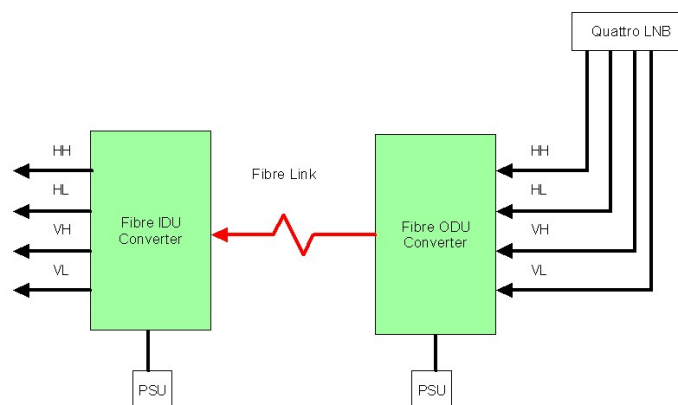 Quattro LNB
HH
HL
VH
VL
Fibre IDU
Converter
Fibre Link
Fibre ODU
Converter
HH
HL
VH
VL
PSU
PSU